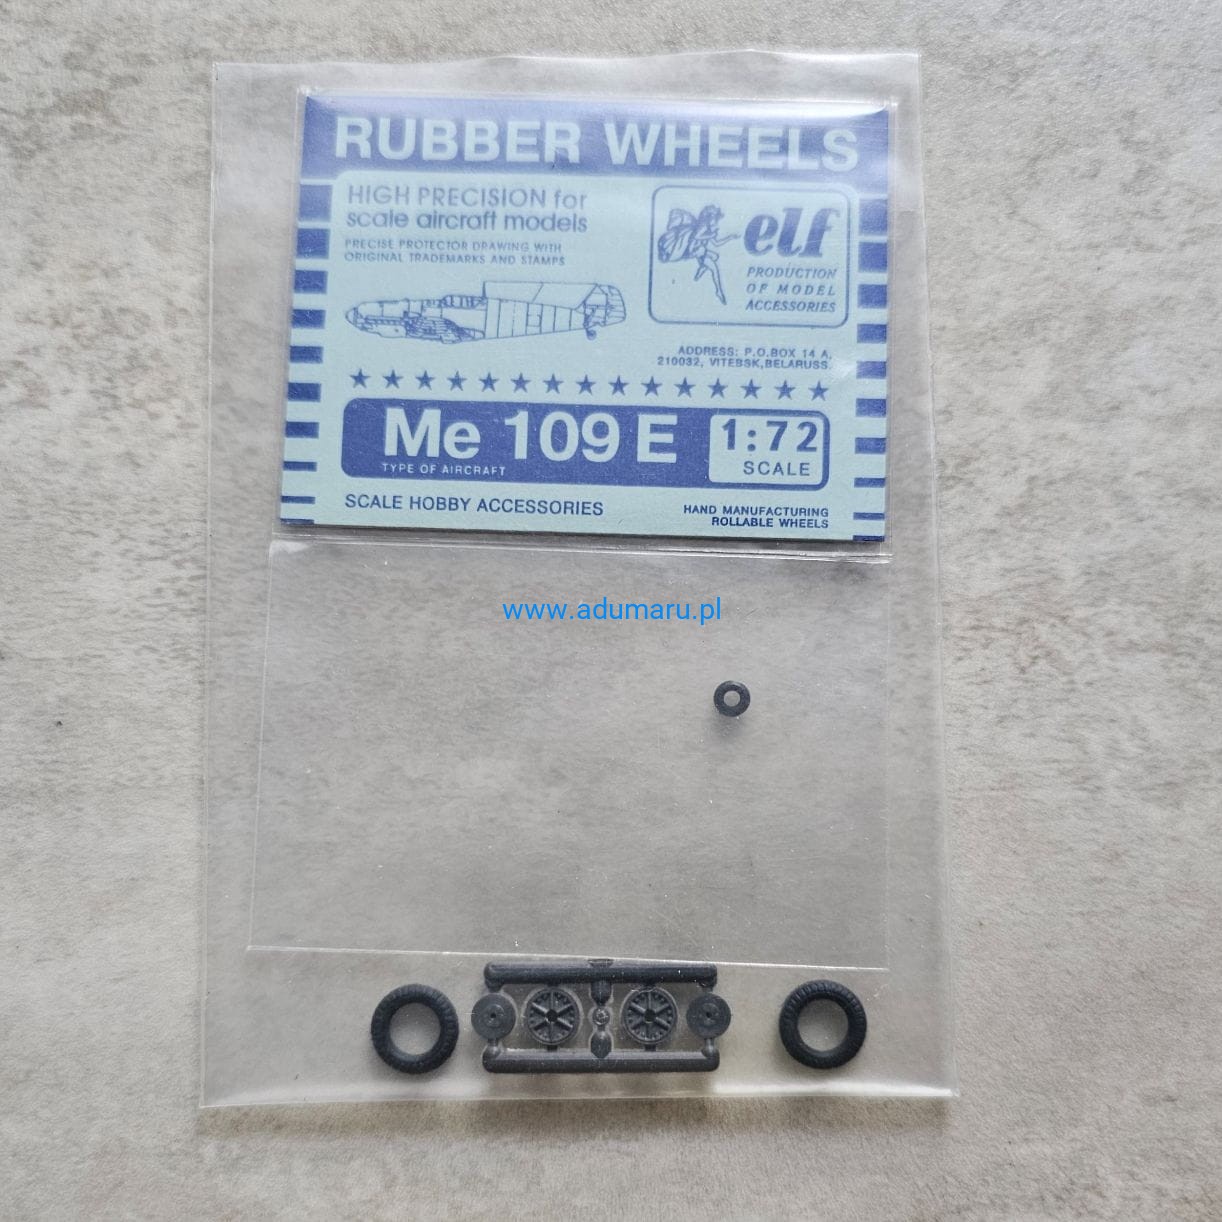 RUBBER WHEELS
HIGH PRECISION for
scale aircraft models
PRECISE PROTECTOR DRAWING WITH
ORIGINAL TRADEMARKS AND STAMPS
elf
PRODUCTION
OF MODEL
ACCESSORIES
ADDRESS: P.O.BOX 14 A,
210032, VITEBSK,BELARUSS.
Me 109 E
TYPE OF AIRCRAFT
1:72
SCALE
SCALE HOBBY ACCESSORIES
HAND MANUFACTURING
ROLLABLE WHEELS
www.adumaru.pl